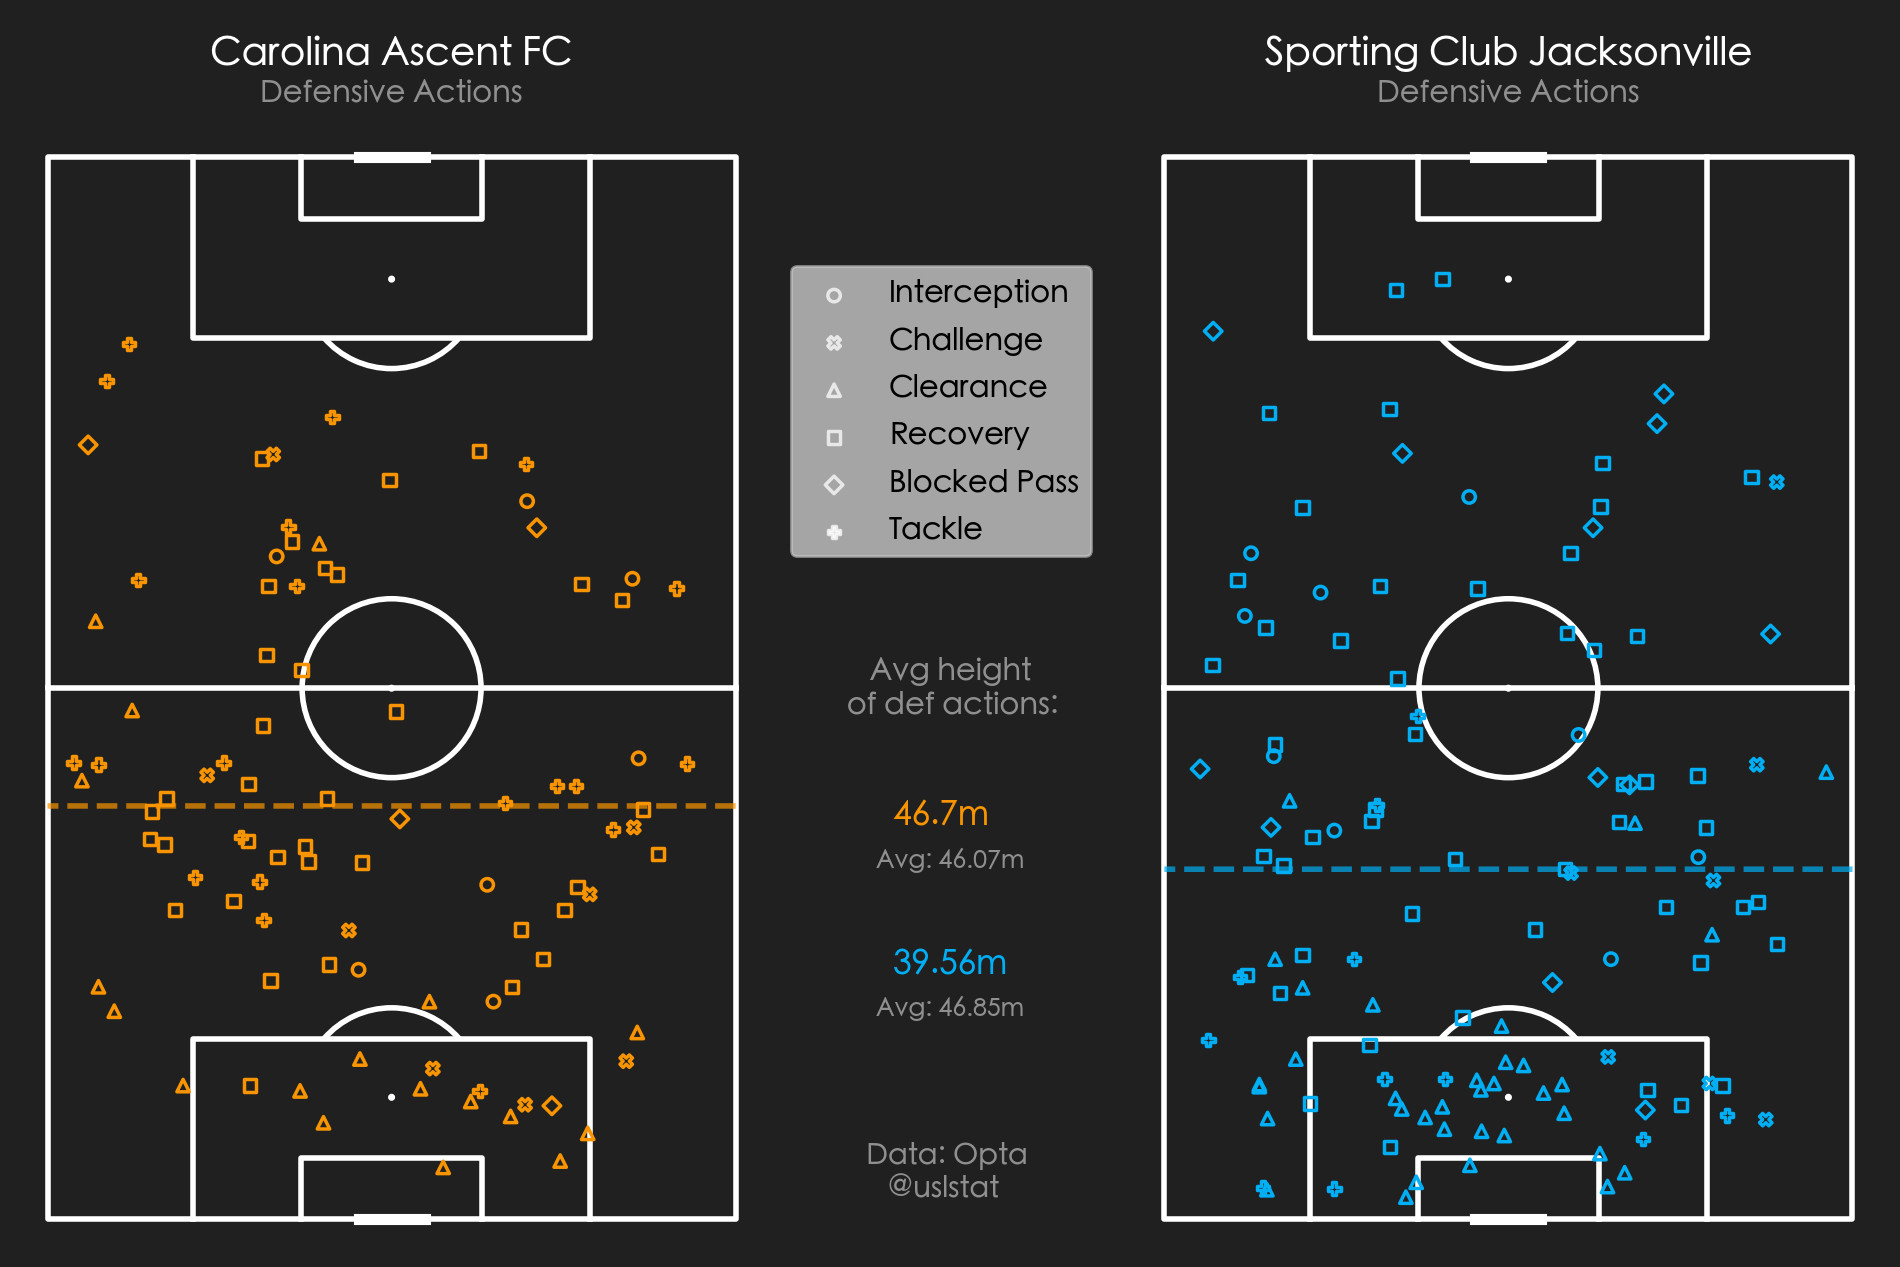 Carolina Ascent FC
Defensive Actions
Sporting Club Jacksonville
Defensive Actions
Interception
Challenge
Clearance
Recovery
Blocked Pass
Tackle
Avg height
of def actions:
46.7m
Avg: 46.07m
39.56m
Avg: 46.85m
Data: Opta
@uslstat